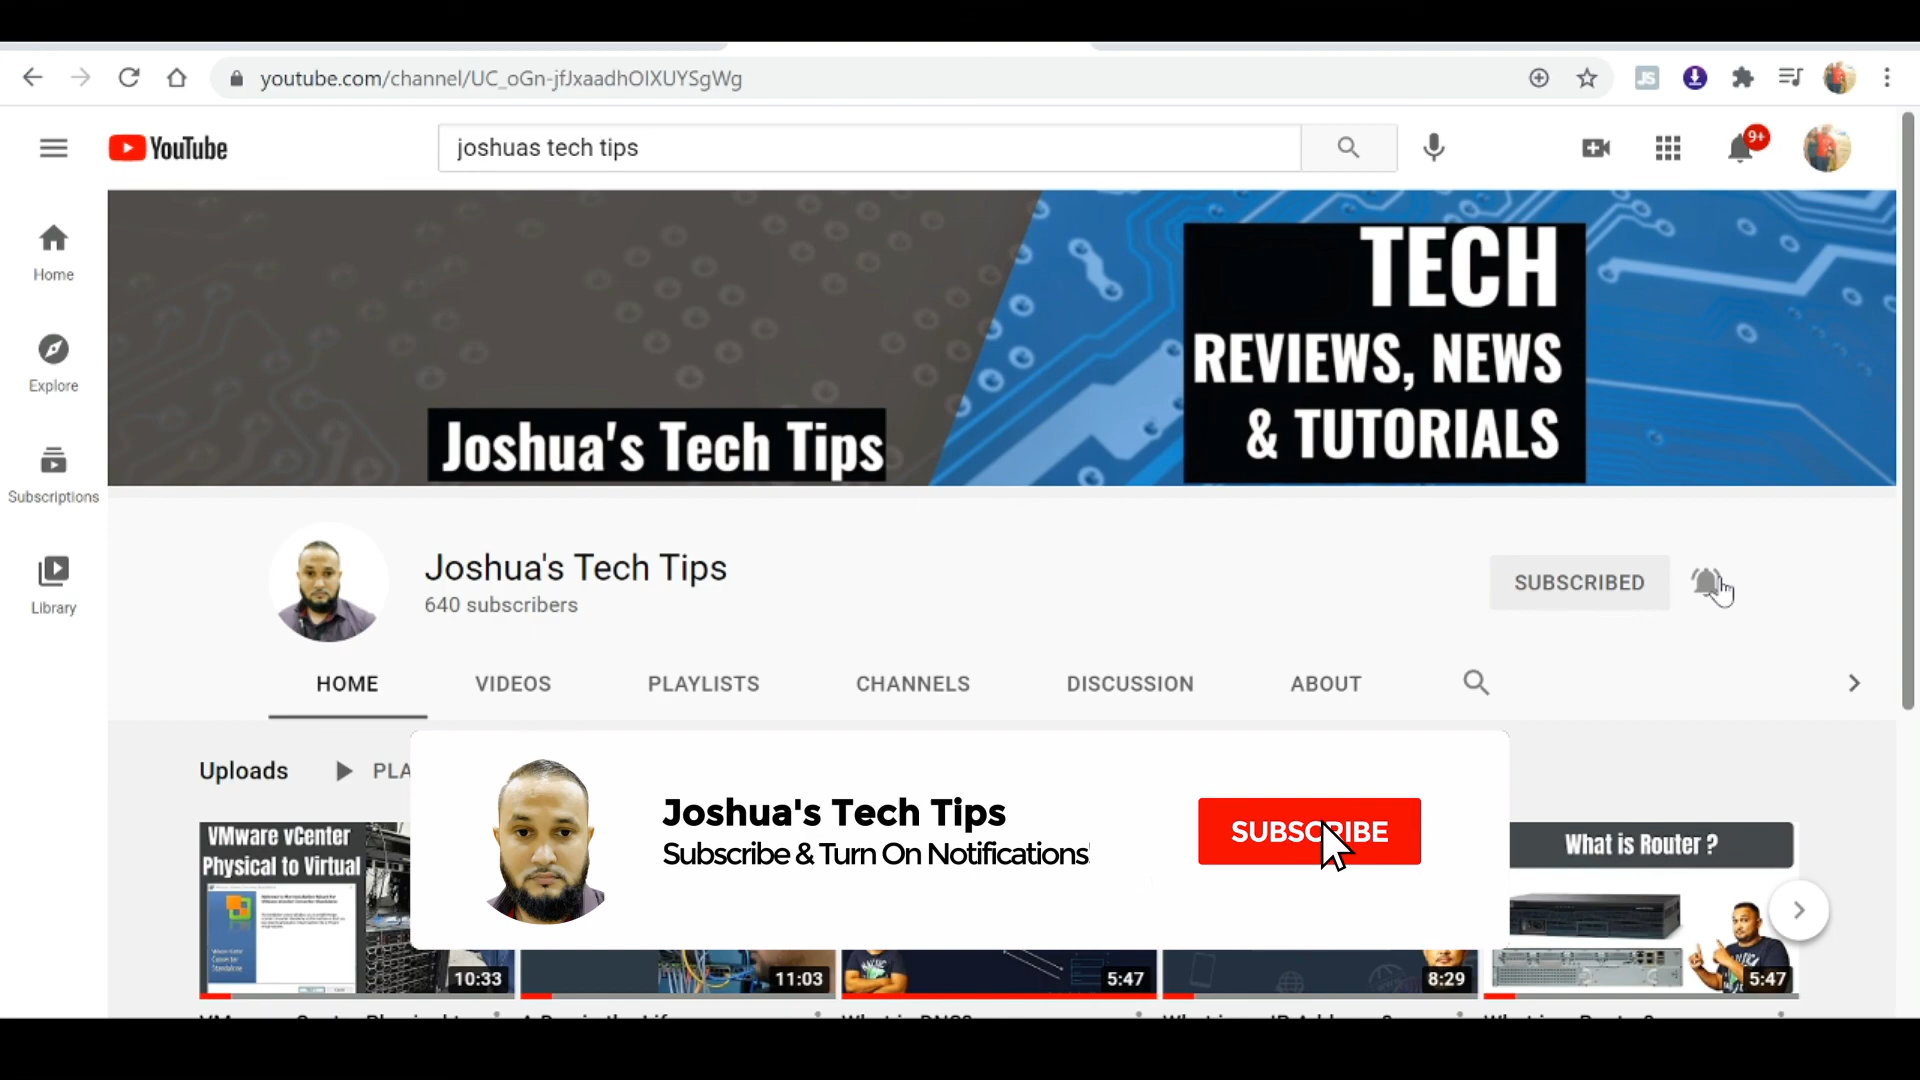 youtube.com/channel/UC_oGn-jfJxaadhOIXUYSgWg
JS
YouTube
joshuas tech tips
9+
TECH
REVIEWS, NEWS
& TUTORIALS
Joshua's Tech Tips
Home
Explore
Subscriptions
Library
Joshua's Tech Tips
640 subscribers
SUBSCRIBED
HOME VIDEOS PLAYLISTS CHANNELS DISCUSSION ABOUT
Uploads PLA
Joshua's Tech Tips
Subscribe & Turn On Notifications
SUBSCRIBE
VMware vCenter
Physical to Virtual
What is Router ?
10:33
11:03
5:47
8:29
5:47